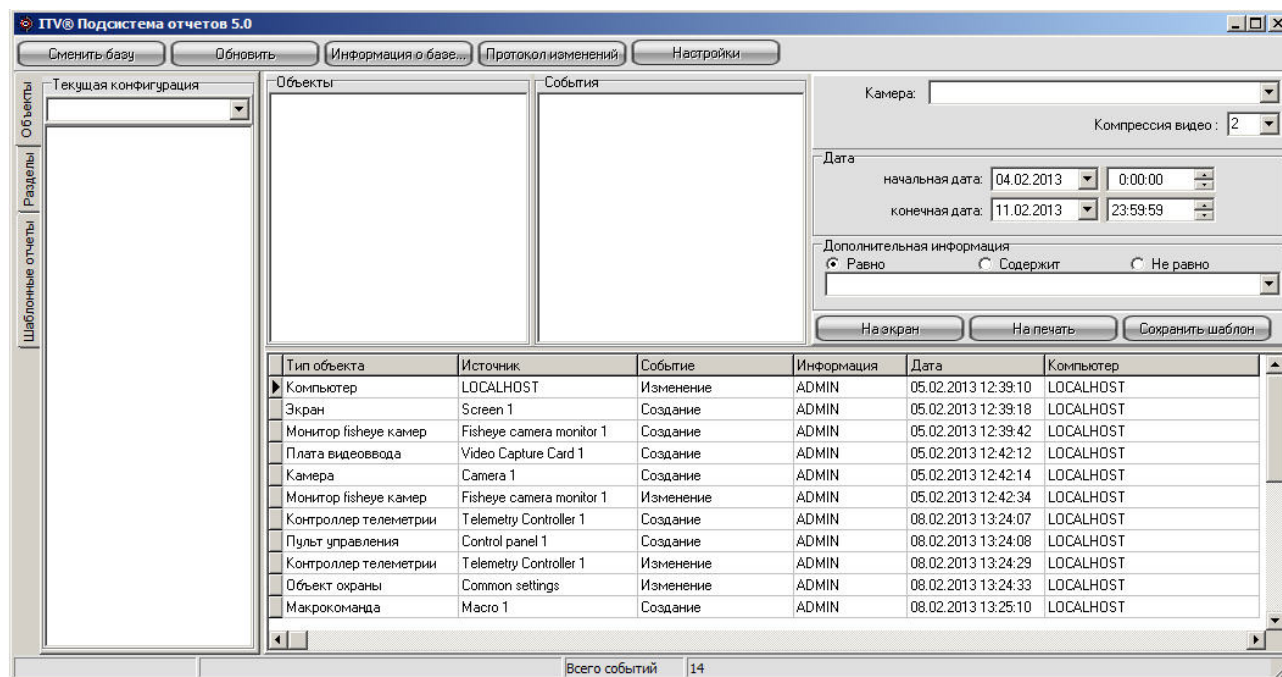 ITV® Подсистема отчетов 5.0
Сменить базу Обновить Информация о базе... Протокол изменений Настройки
Объекты
Разделы
Шаблонные отчеты
Текущая конфигурация
Объекты
События
Камера:
Компрессия видео : 2
Дата
начальная дата: 04.02.2013 0:00:00
конечная дата: 11.02.2013 23:59:59
Дополнительная информация
Равно Содержит Не равно
На экран На печать Сохранить шаблон
Тип объекта Источник Событие Информация Дата Компьютер
Компьютер LOCALHOST Изменение ADMIN 05.02.2013 12:39:10 LOCALHOST
Экран Screen 1 Создание ADMIN 05.02.2013 12:39:18 LOCALHOST
Монитор fisheye камер Fisheye camera monitor 1 Создание ADMIN 05.02.2013 12:39:42 LOCALHOST
Плата видеоввода Video Capture Card 1 Создание ADMIN 05.02.2013 12:42:12 LOCALHOST
Камера Camera 1 Создание ADMIN 05.02.2013 12:42:14 LOCALHOST
Монитор fisheye камер Fisheye camera monitor 1 Изменение ADMIN 05.02.2013 12:42:34 LOCALHOST
Контроллер телеметрии Telemetry Controller 1 Создание ADMIN 08.02.2013 13:24:07 LOCALHOST
Пульт управления Control panel 1 Создание ADMIN 08.02.2013 13:24:08 LOCALHOST
Контроллер телеметрии Telemetry Controller 1 Изменение ADMIN 08.02.2013 13:24:29 LOCALHOST
Объект охраны Common settings Изменение ADMIN 08.02.2013 13:24:33 LOCALHOST
Макрокоманда Macro 1 Создание ADMIN 08.02.2013 13:25:10 LOCALHOST
Всего событий 14